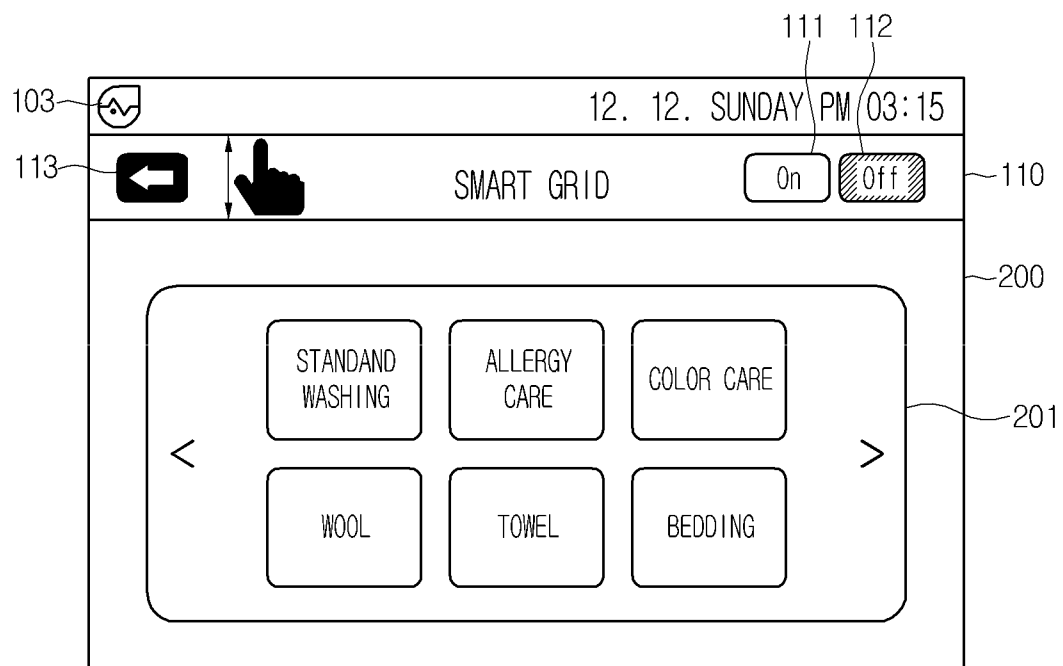 111 112
103
12. 12. SUNDAY PM 03:15
113
SMART GRID
On
Off
110
200
STANDAND
WASHING
ALLERGY
CARE
COLOR CARE
201
<
>
WOOL
TOWEL
BEDDING